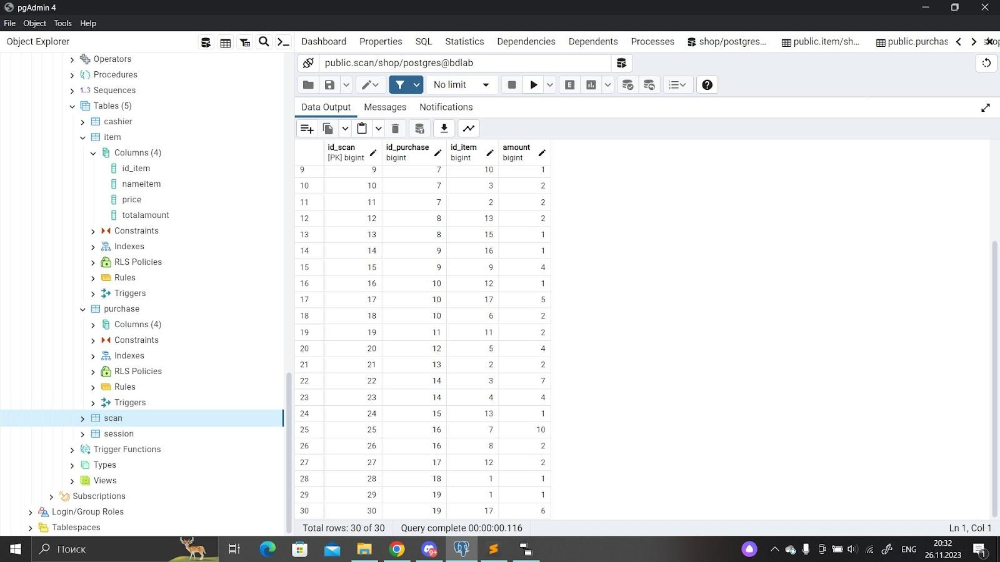 pgAdmin 4
File Object Tools Help
Object Explorer
Operators
Procedures
1..3 Sequences
Tables (5)
cashier
item
Columns (4)
id_item
nameitem
price
totalamount
Constraints
Indexes
RLS Policies
Rules
Triggers
purchase
Columns (4)
Constraints
Indexes
RLS Policies
Rules
Triggers
scan
session
Trigger Functions
Types
Views
Subscriptions
Login/Group Roles
Tablespaces
Dashboard Properties SQL Statistics Dependencies Dependents Processes shop/postgres... public.item/sh... public.purchas
public.scan/shop/postgres@bdlab
No limit
Data Output Messages Notifications
id_scan id_purchase id_item amount
[PK] bigint bigint bigint bigint
9 9 7 10 1
10 10 7 3 2
11 11 7 2 2
12 12 8 13 2
13 13 8 15 1
14 14 9 16 1
15 15 9 9 4
16 16 10 12 1
17 17 10 17 5
18 18 10 6 2
19 19 11 11 2
20 20 12 5 4
21 21 13 2 2
22 22 14 3 7
23 23 14 4 4
24 24 15 13 1
25 25 16 7 10
26 26 16 8 2
27 27 17 12 2
28 28 18 1 1
29 29 19 1 1
30 30 19 17 6
Total rows: 30 of 30 Query complete 00:00:00.116 Ln 1, Col 1
Поиск 9+ ENG 20:32
26.11.2023 1